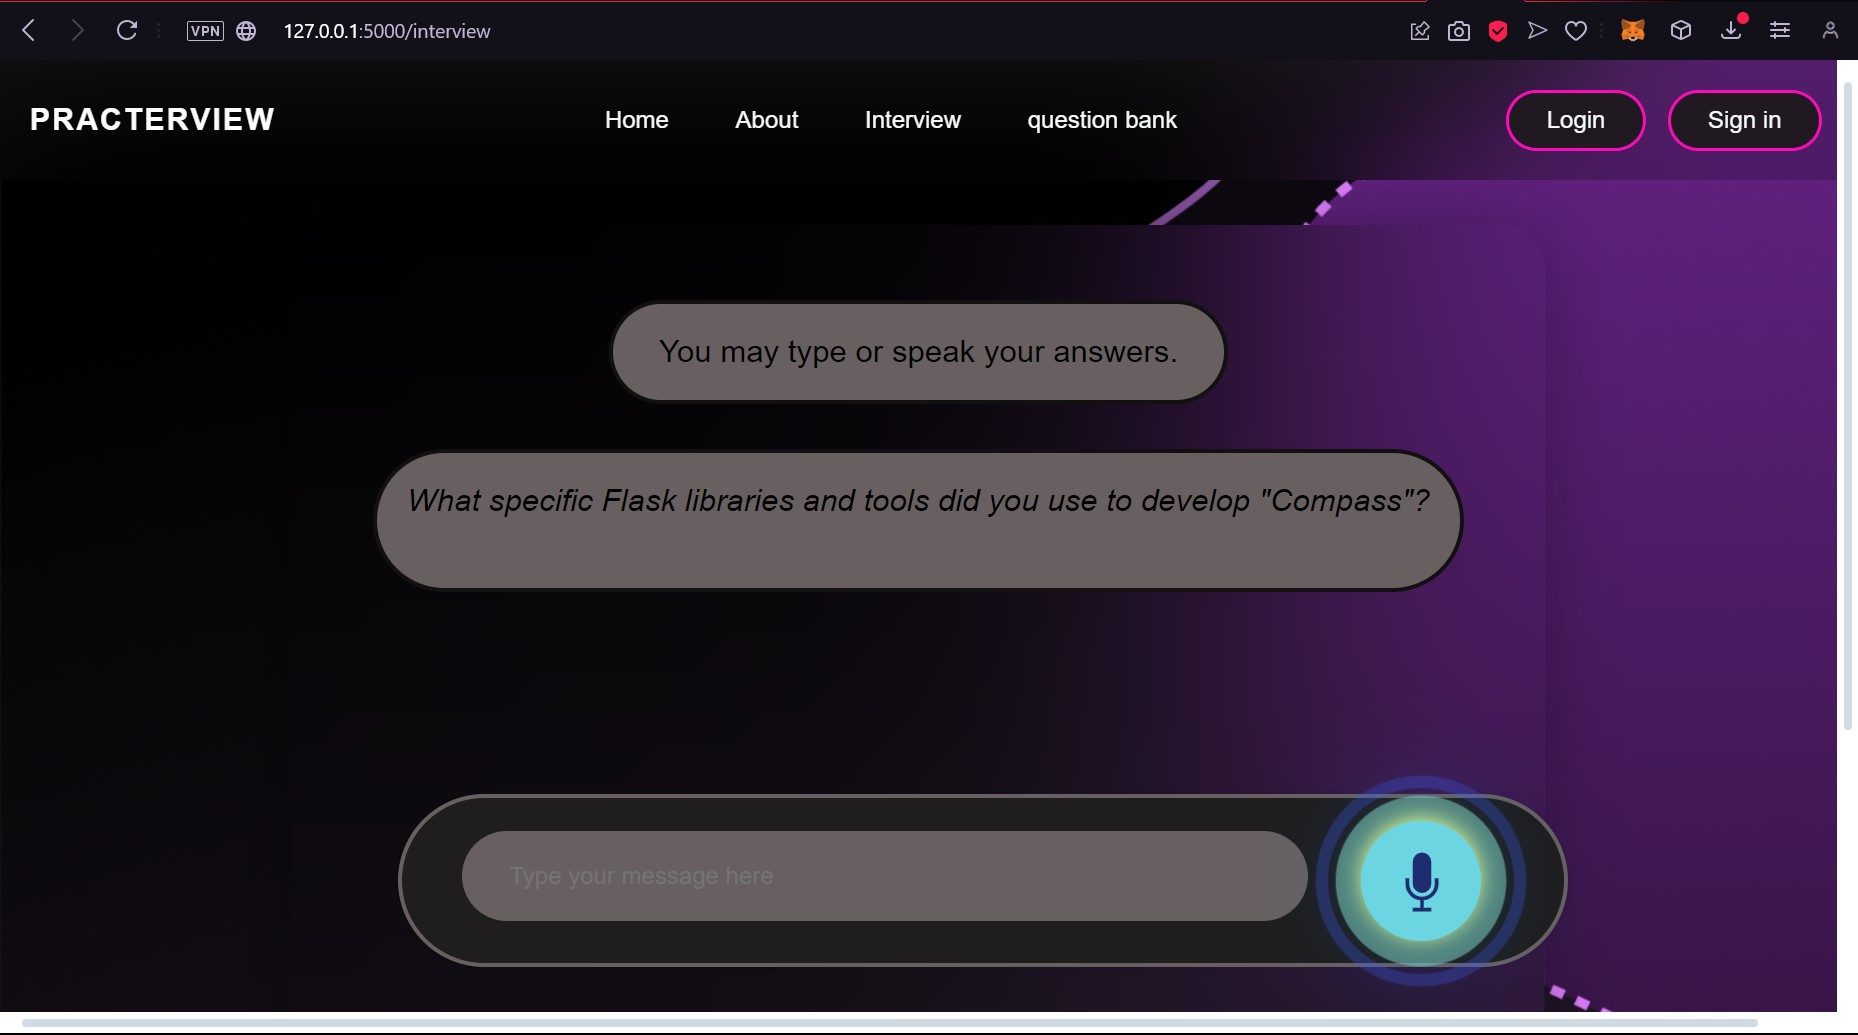 VPN 127.0.0.1:5000/interview
PRACTERVIEW Home About Interview question bank Login Sign in
You may type or speak your answers.
What specific Flask libraries and tools did you use to develop "Compass"?
Type your message here